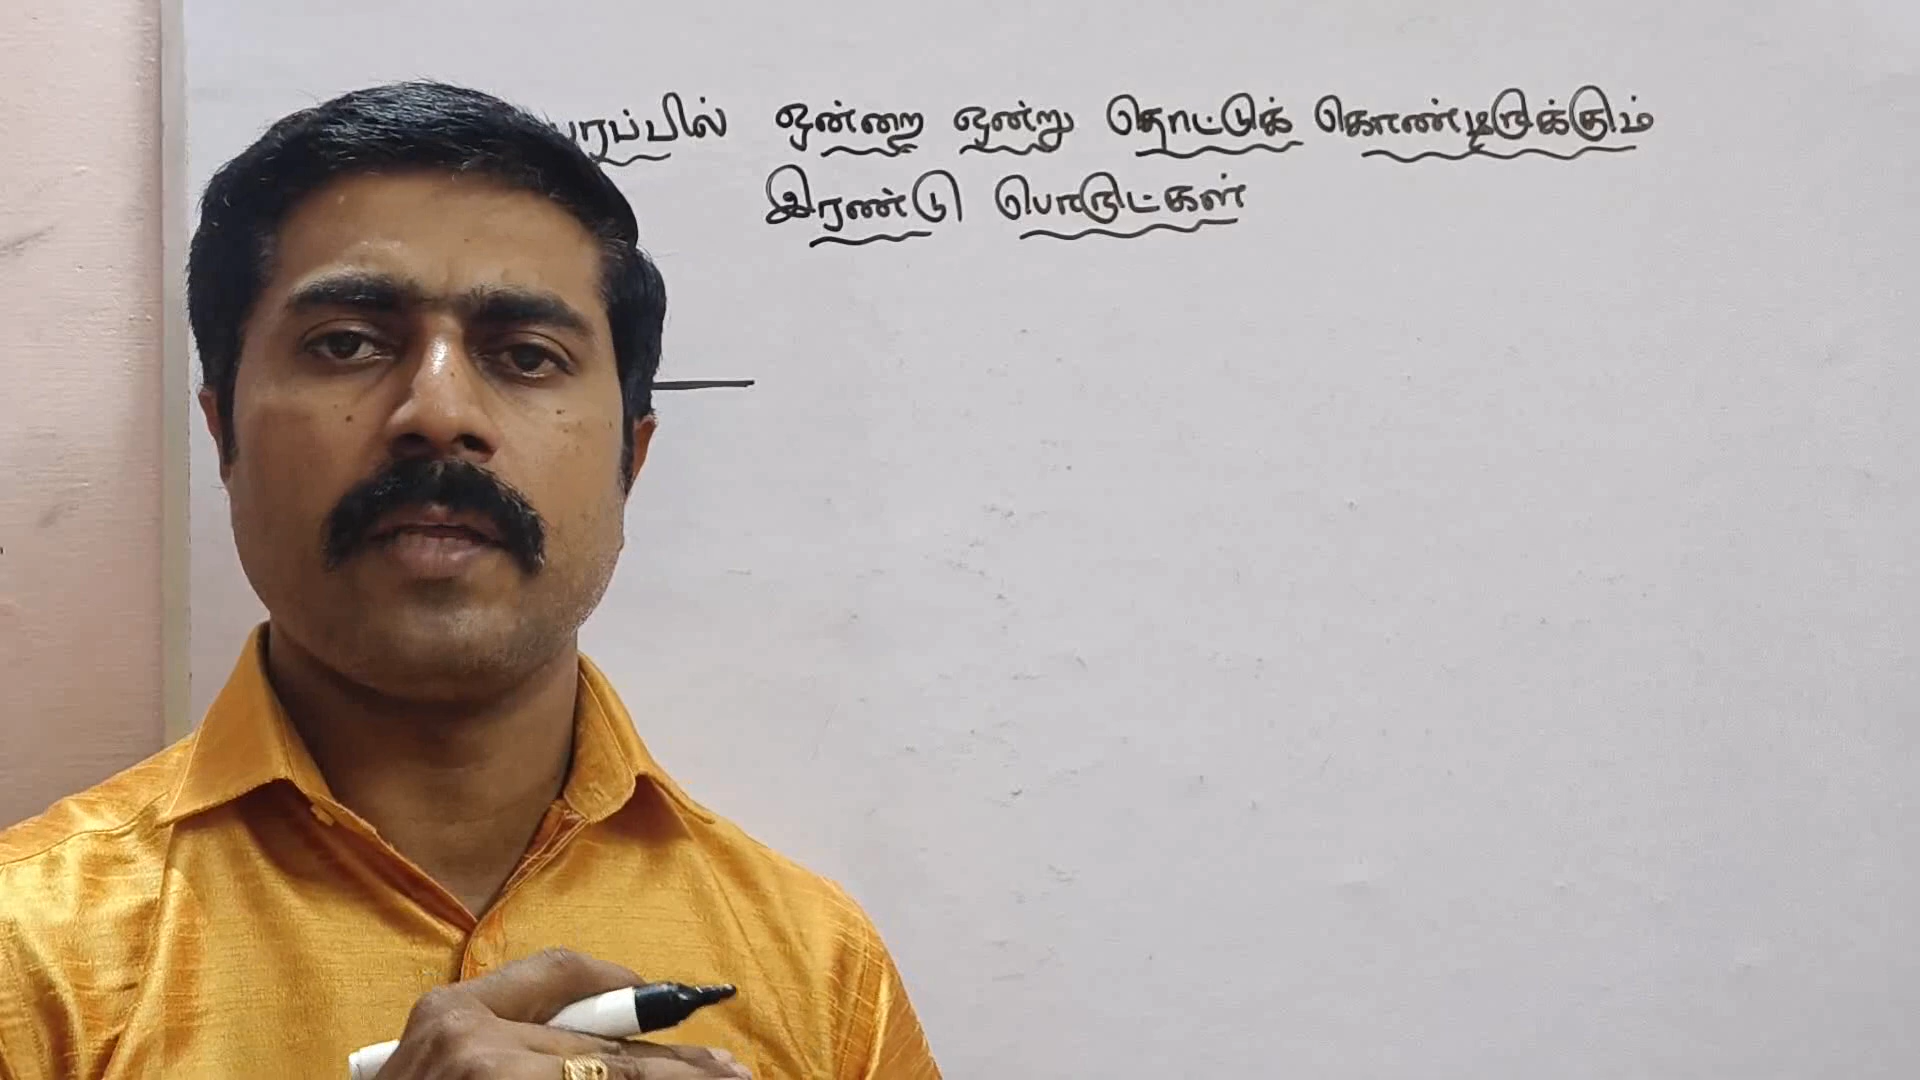 பரப்பில் ஒன்றை ஒன்று தொட்டுக் கொண்டிருக்கும்
இரண்டு பொருட்கள்